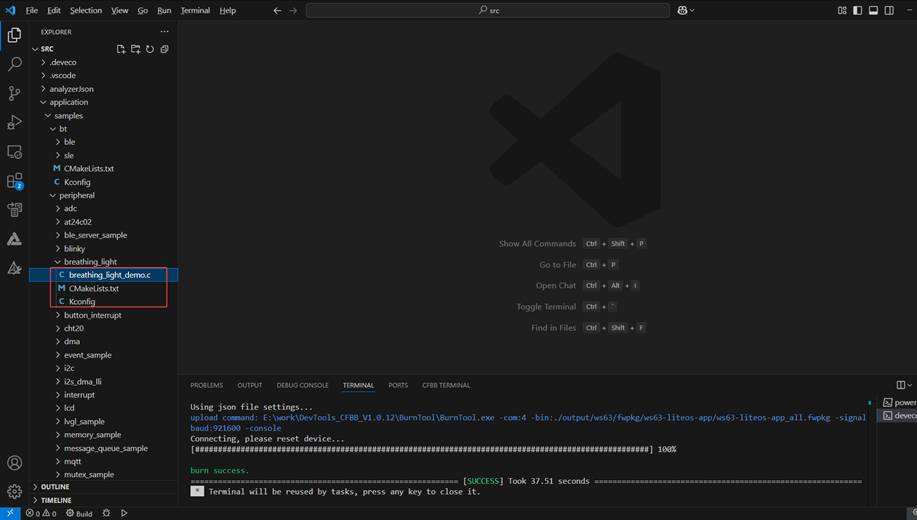 File Edit Selection View Go Run Terminal Help
src
EXPLORER
SRC
.deveco
.vscode
analyzerJson
application
samples
bt
ble
sle
M CMakeLists.txt
C Kconfig
peripheral
adc
at24c02
ble_server_sample
blinky
breathing_light
C breathing_light_demo.c
M CMakeLists.txt
C Kconfig
button_interrupt
cht20
dma
event_sample
i2c
i2s_dma_lli
interrupt
lcd
lvgl_sample
memory_sample
message_queue_sample
mqtt
mutex_sample
OUTLINE
TIMELINE
2
Show All Commands Ctrl + Shift + P
Go to File Ctrl + P
Open Chat Ctrl + Alt + I
Toggle Terminal Ctrl + `
Find in Files Ctrl + Shift + F
PROBLEMS OUTPUT DEBUG CONSOLE TERMINAL PORTS CFBB TERMINAL
Using json file settings...
upload command: E:\work\DevTools_CFBB_V1.0.12\BurnTool\BurnTool.exe -com:4 -bin:./output/ws63/fwpkg/ws63-liteos-app/ws63-liteos-app_all.fwpkg -signal
baud:921600 -console
Connecting, please reset device...
100%
burn success.
[SUCCESS] Took 37.51 seconds
* Terminal will be reused by tasks, press any key to close it.
power
deveco
0 0 0 Build